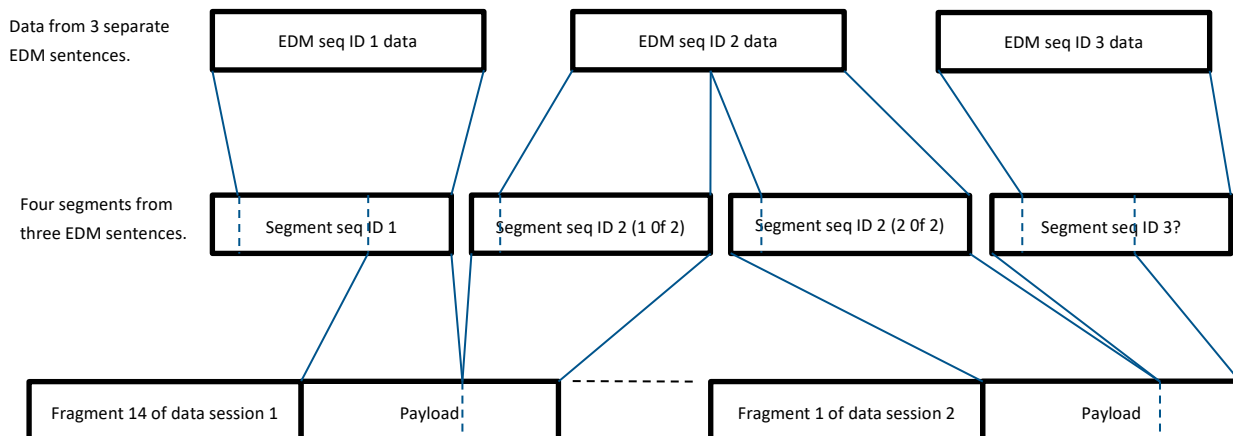 Data from 3 separate
EDM sentences.
EDM seq ID 1 data
EDM seq ID 2 data
EDM seq ID 3 data
Four segments from
three EDM sentences.
Segment seq ID 1
Segment seq ID 2 (1 0f 2)
Segment seq ID 2 (2 0f 2)
Segment seq ID 3?
Fragment 14 of data session 1
Payload
Fragment 1 of data session 2
Payload